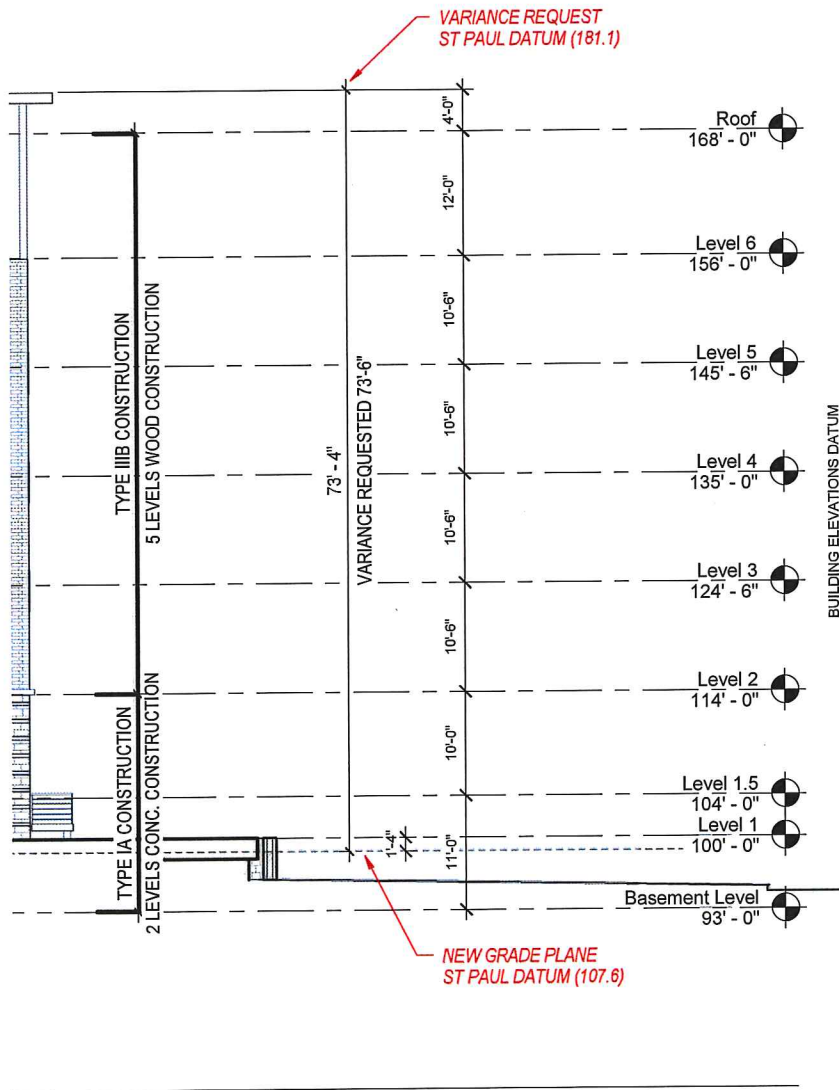 VARIANCE REQUEST
ST PAUL DATUM (181.1)
4'-0"
Roof
168' - 0"
12'-0"
Level 6
156' - 0"
10'-6"
Level 5
145' - 6"
10'-6"
Level 4
135' - 0"
10'-6"
Level 3
124' - 6"
10'-6"
Level 2
114' - 0"
10'-0"
Level 1.5
104' - 0"
Level 1
100' - 0"
1'-4"
11'-0"
Basement Level
93' - 0"
TYPE IIIB CONSTRUCTION
5 LEVELS WOOD CONSTRUCTION
73' - 4"
VARIANCE REQUESTED 73'-6"
TYPE IA CONSTRUCTION
2 LEVELS CONC. CONSTRUCTION
BUILDING ELEVATIONS DATUM
NEW GRADE PLANE
ST PAUL DATUM (107.6)